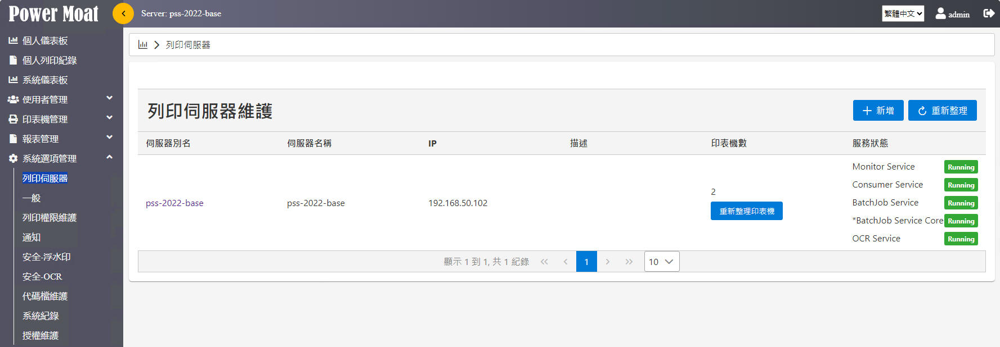 Power Moat
Server: pss-2022-base
繁體中文
admin
個人儀表板
個人列印紀錄
系統儀表板
使用者管理
印表機管理
報表管理
系統選項管理
列印伺服器
一般
列印權限維護
通知
安全-浮水印
安全-OCR
代碼檔維護
系統紀錄
授權維護
列印伺服器
列印伺服器維護
新增
重新整理
伺服器別名 伺服器名稱 IP 描述 印表機數 服務狀態
pss-2022-base pss-2022-base 192.168.50.102
2
重新整理印表機
Monitor Service Running
Consumer Service Running
BatchJob Service Running
*BatchJob Service Core Running
OCR Service Running
顯示 1 到 1, 共 1 紀錄 1 10